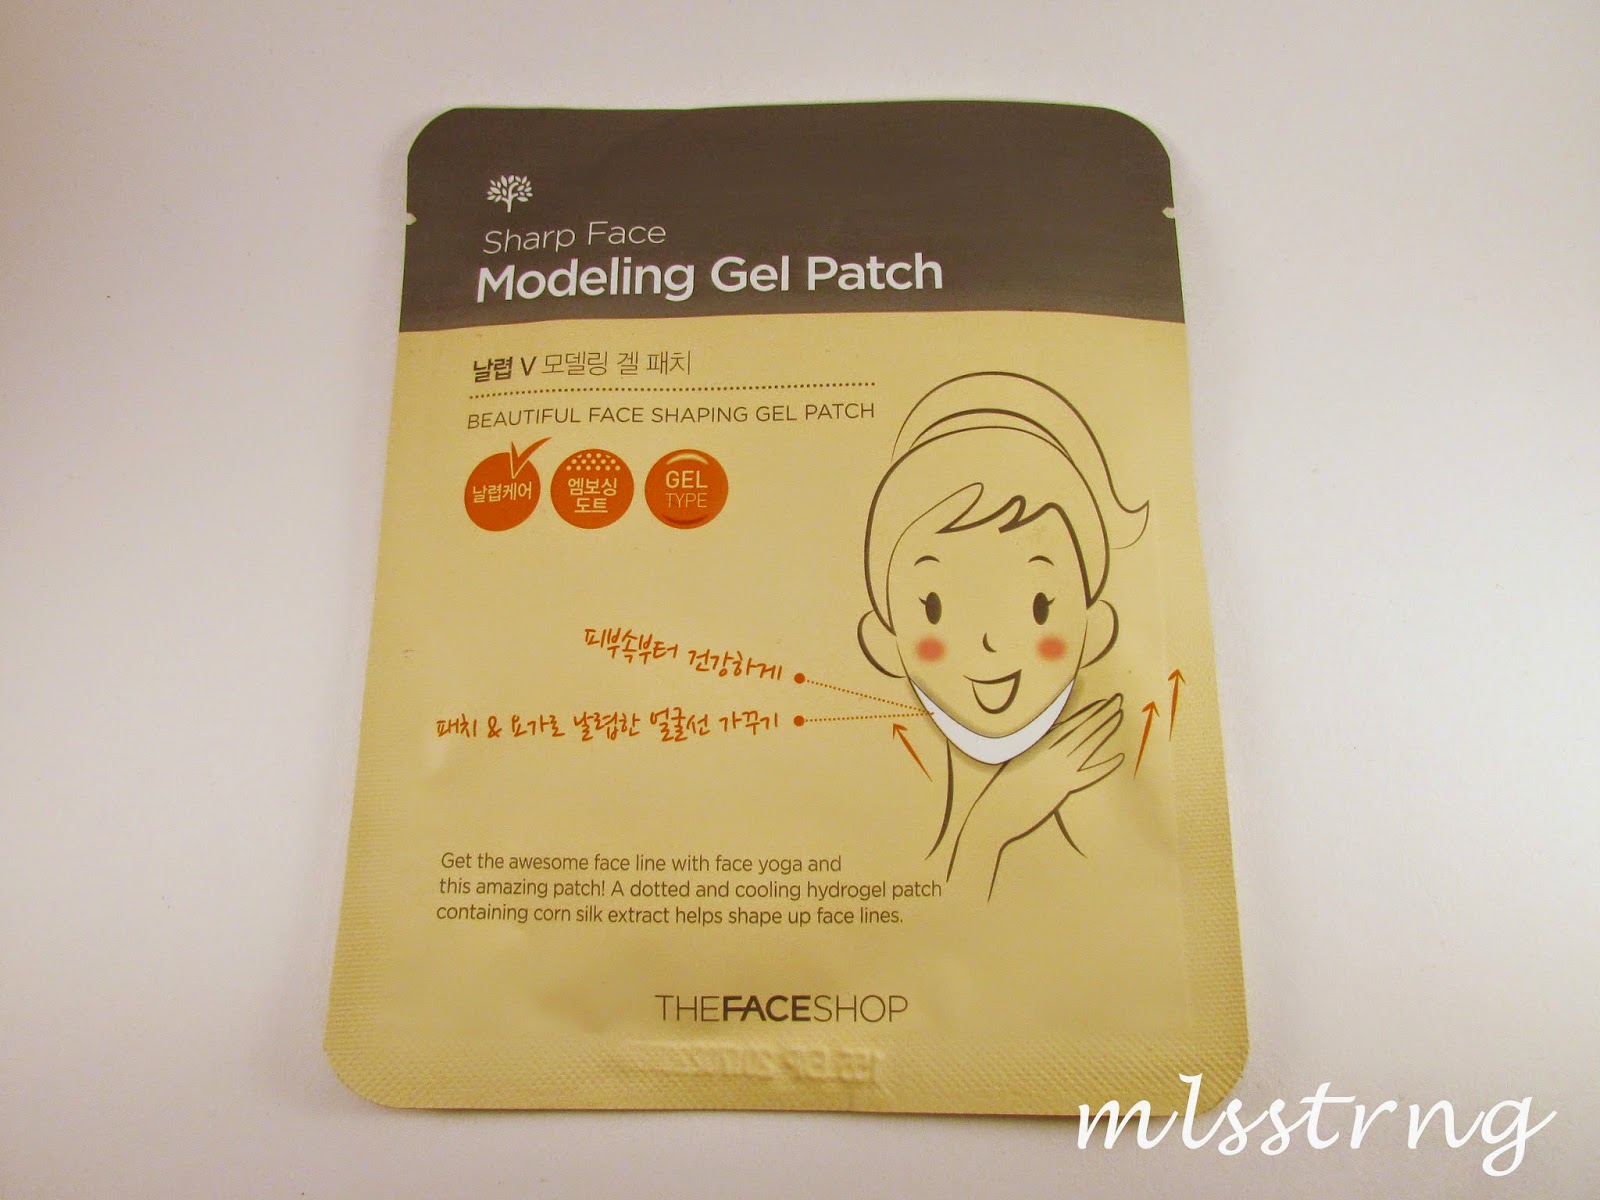 Sharp Face
Modeling Gel Patch
날렵 V 모델링 겔 패치
BEAUTIFUL FACE SHAPING GEL PATCH
날렵케어
엠보싱
도트
GEL
TYPE
피부속부터 건강하게
패치 & 요가로 날렵한 얼굴선 가꾸기
Get the awesome face line with face yoga and
this amazing patch! A dotted and cooling hydrogel patch
containing corn silk extract helps shape up face lines.
THEFACESHOP
mlsstrng